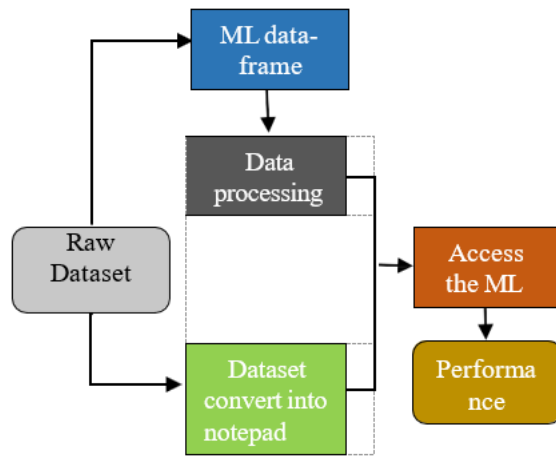 ML data-
frame
Data
processing
Raw
Dataset
Access
the ML
Dataset
convert into
notepad
Performa
nce